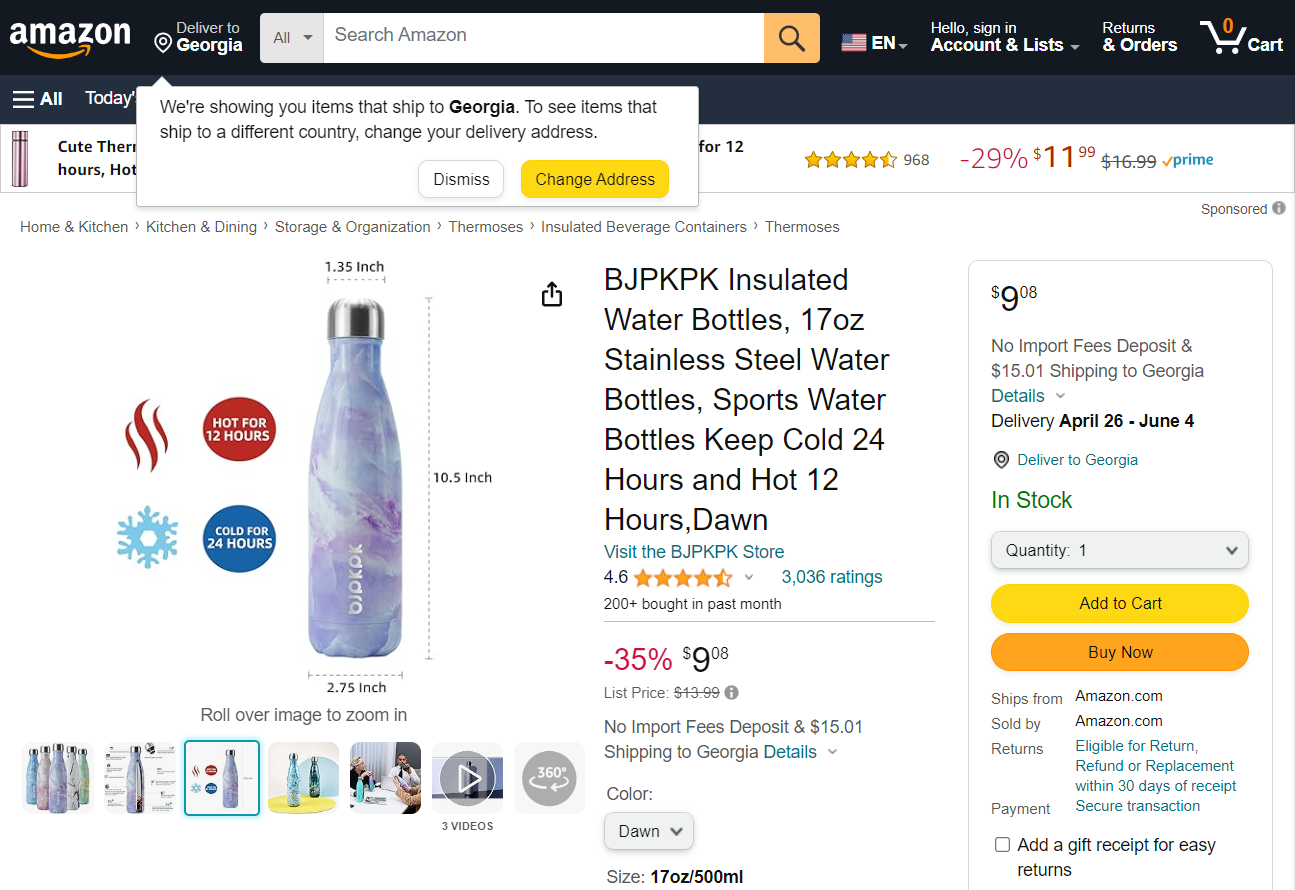 amazon
Deliver to
Georgia
All
Search Amazon
EN
Hello, sign in
Account & Lists
Returns
& Orders
0
Cart
All
Today'
We're showing you items that ship to Georgia. To see items that
ship to a different country, change your delivery address.
Dismiss
Change Address
Cute Ther
hours, Hot
for 12
968
-29% $11 99 $16.99 prime
Sponsored
Home & Kitchen › Kitchen & Dining › Storage & Organization › Thermoses › Insulated Beverage Containers › Thermoses
1.35 Inch
HOT FOR
12 HOURS
COLD FOR
24 HOURS
BJPKPK
10.5 Inch
2.75 Inch
Roll over image to zoom in
360°
3 VIDEOS
BJPKPK Insulated
Water Bottles, 17oz
Stainless Steel Water
Bottles, Sports Water
Bottles Keep Cold 24
Hours and Hot 12
Hours,Dawn
Visit the BJPKPK Store
4.6
3,036 ratings
200+ bought in past month
-35% $9 08
List Price: $13.99
No Import Fees Deposit & $15.01
Shipping to Georgia Details
Color:
Dawn
Size: 17oz/500ml
$9 08
No Import Fees Deposit &
$15.01 Shipping to Georgia
Details
Delivery April 26 - June 4
Deliver to Georgia
In Stock
Quantity: 1
Add to Cart
Buy Now
Ships from Amazon.com
Sold by Amazon.com
Returns Eligible for Return,
Refund or Replacement
within 30 days of receipt
Payment Secure transaction
Add a gift receipt for easy
returns